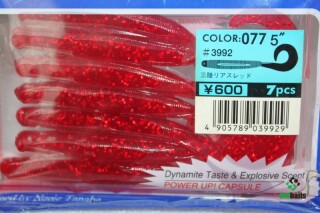 COLOR:077 5"
#3992
三陸リアスレッド
¥600 7pcs
4 905789 039929
Dynamite Taste & Explosive Scent
POWER UP! CAPSULE
baits